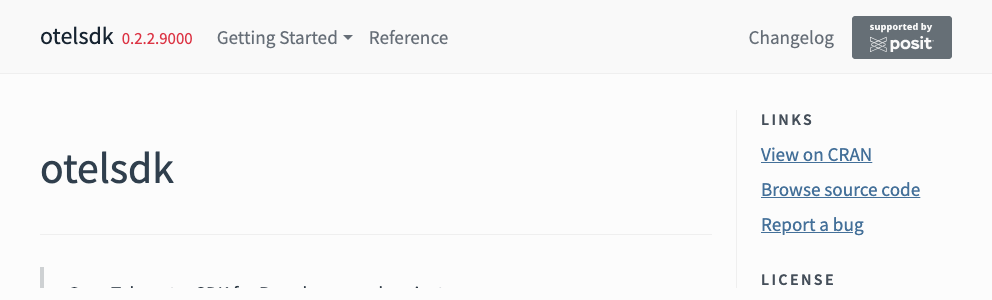 otelsdk 0.2.2.9000 Getting Started Reference Changelog supported by posit
LINKS
View on CRAN
otelsdk
Browse source code
Report a bug
LICENSE